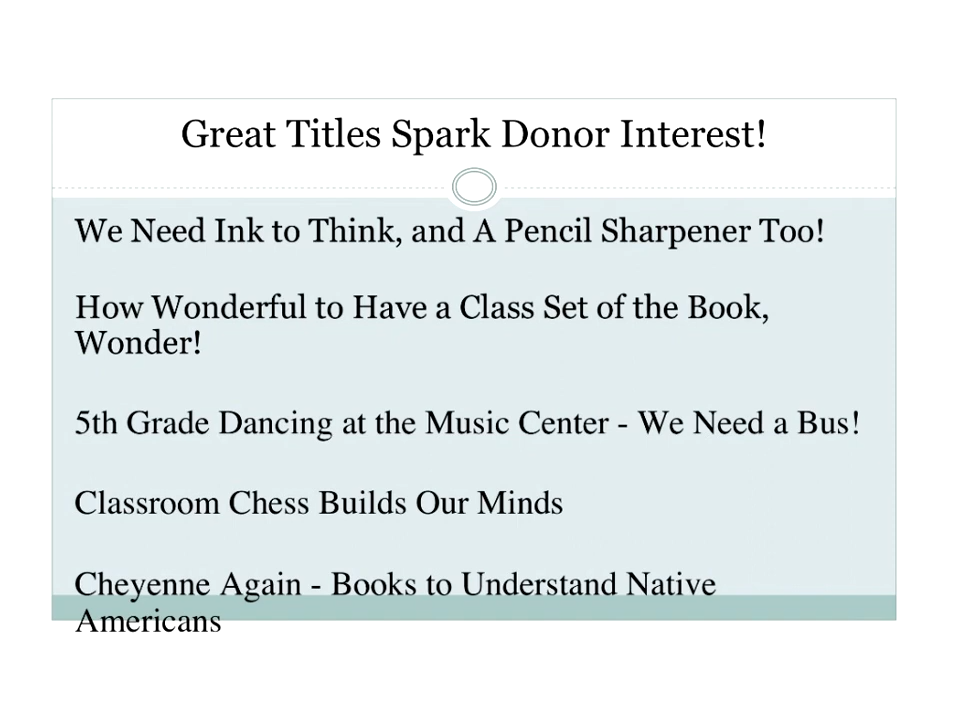 Great Titles Spark Donor Interest!
We Need Ink to Think, and A Pencil Sharpener Too!
How Wonderful to Have a Class Set of the Book,
Wonder!
5th Grade Dancing at the Music Center - We Need a Bus!
Classroom Chess Builds Our Minds
Cheyenne Again - Books to Understand Native
Americans